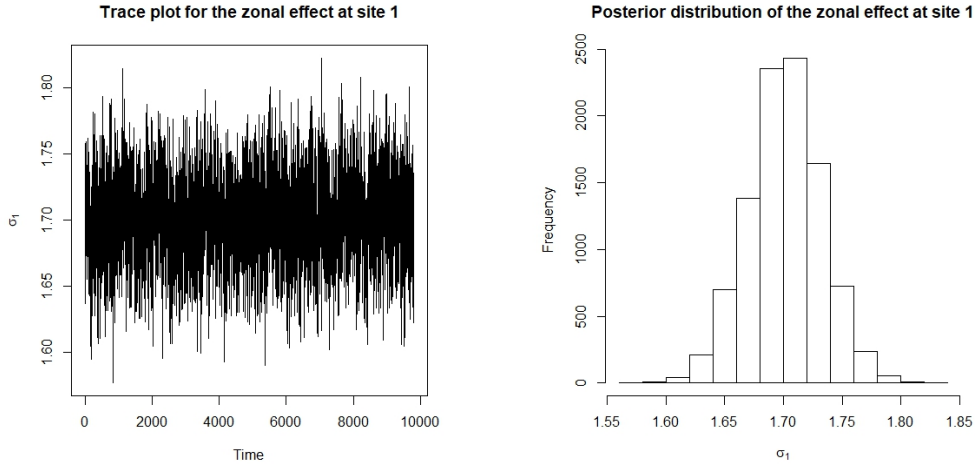 Trace plot for the zonal effect at site 1
σ1
1.80
1.75
1.70
1.65
1.60
0 2000 4000 6000 8000 10000
Time
Posterior distribution of the zonal effect at site 1
Frequency
2500
2000
1500
1000
500
0
1.55 1.60 1.65 1.70 1.75 1.80 1.85
σ1